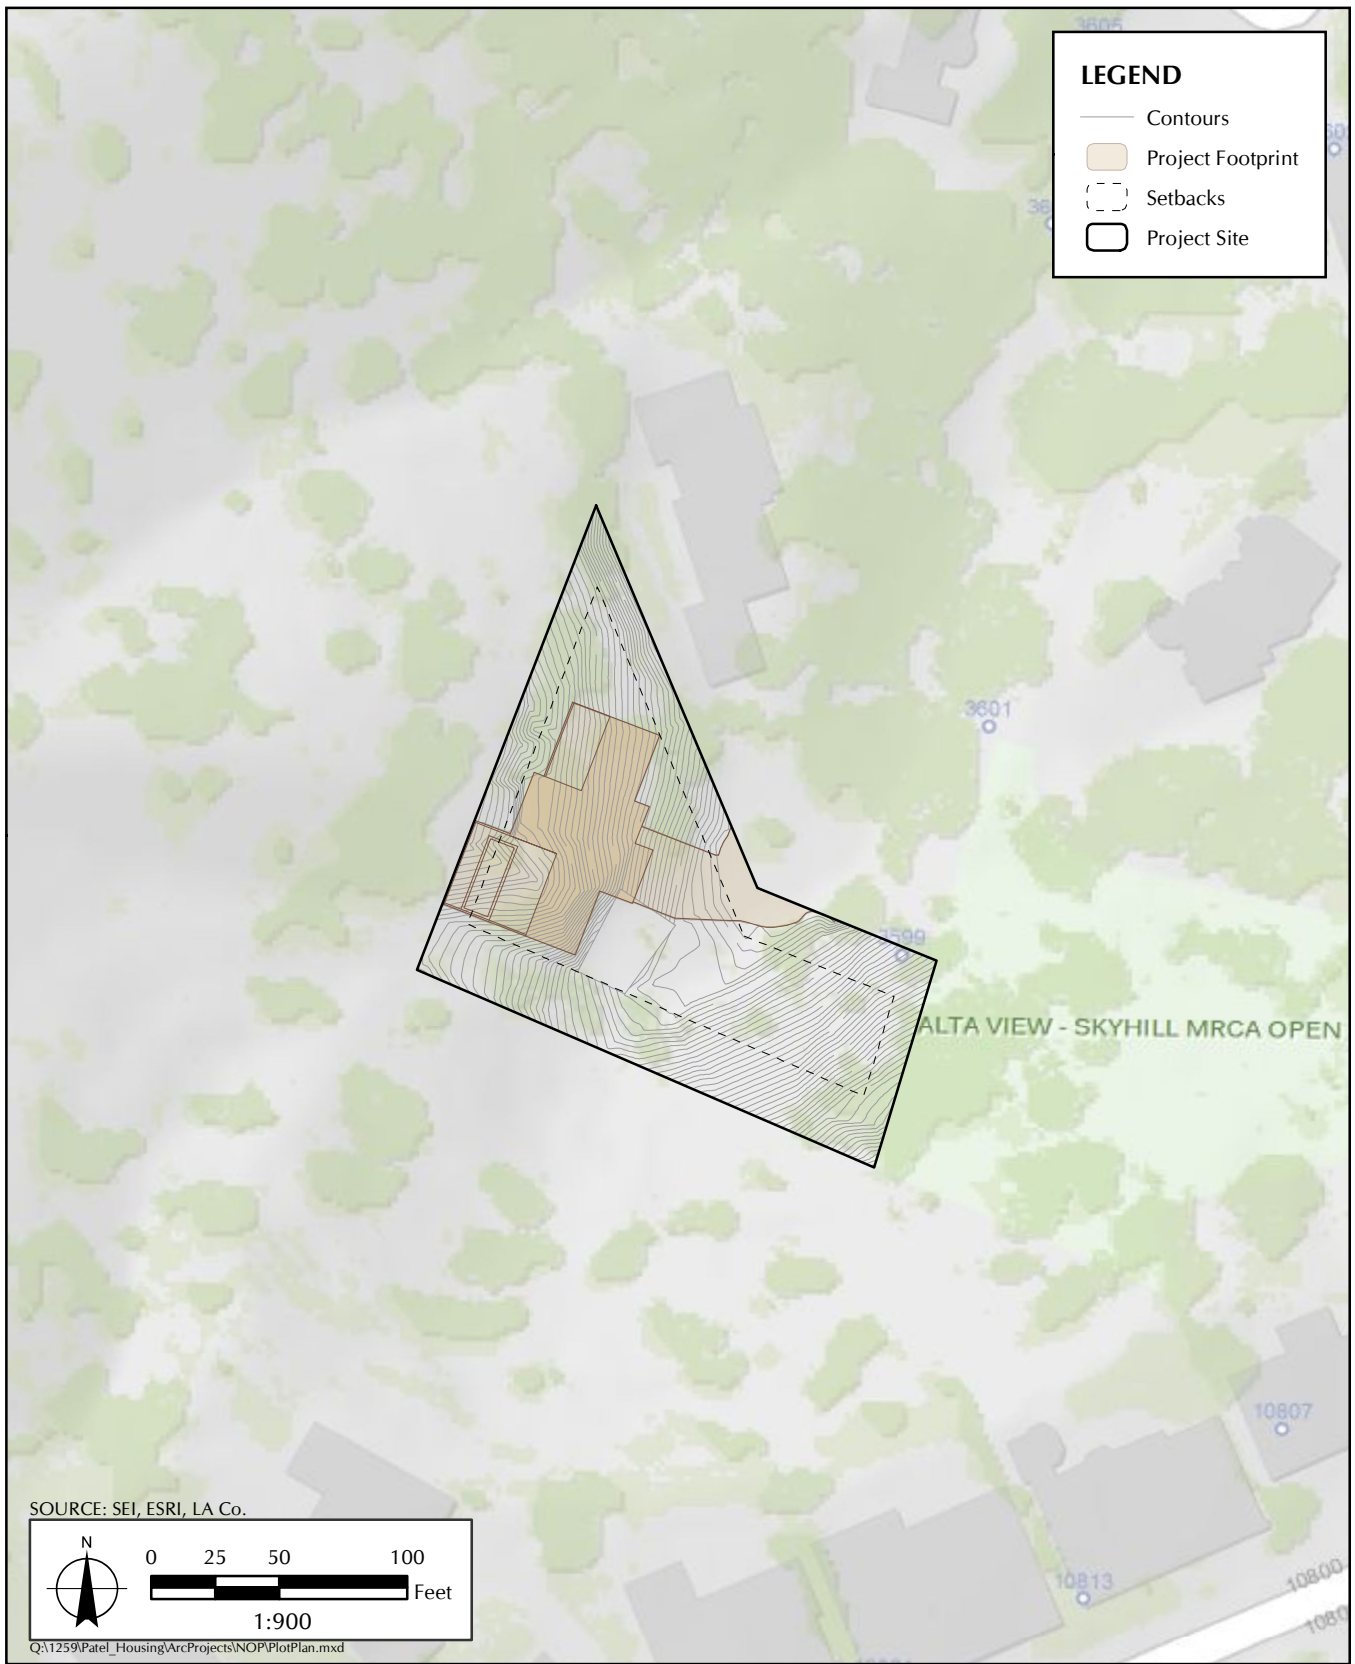 3605
LEGEND
Contours
Project Footprint
Setbacks
Project Site
3601
3599
ALTA VIEW - SKYHILL MRCA OPEN
10807
SOURCE: SEI, ESRI, LA Co.
N
0 25 50 100
Feet
1:900
Q:\1259\Patel_Housing\ArcProjects\NOP\PlotPlan.mxd
10813
10800